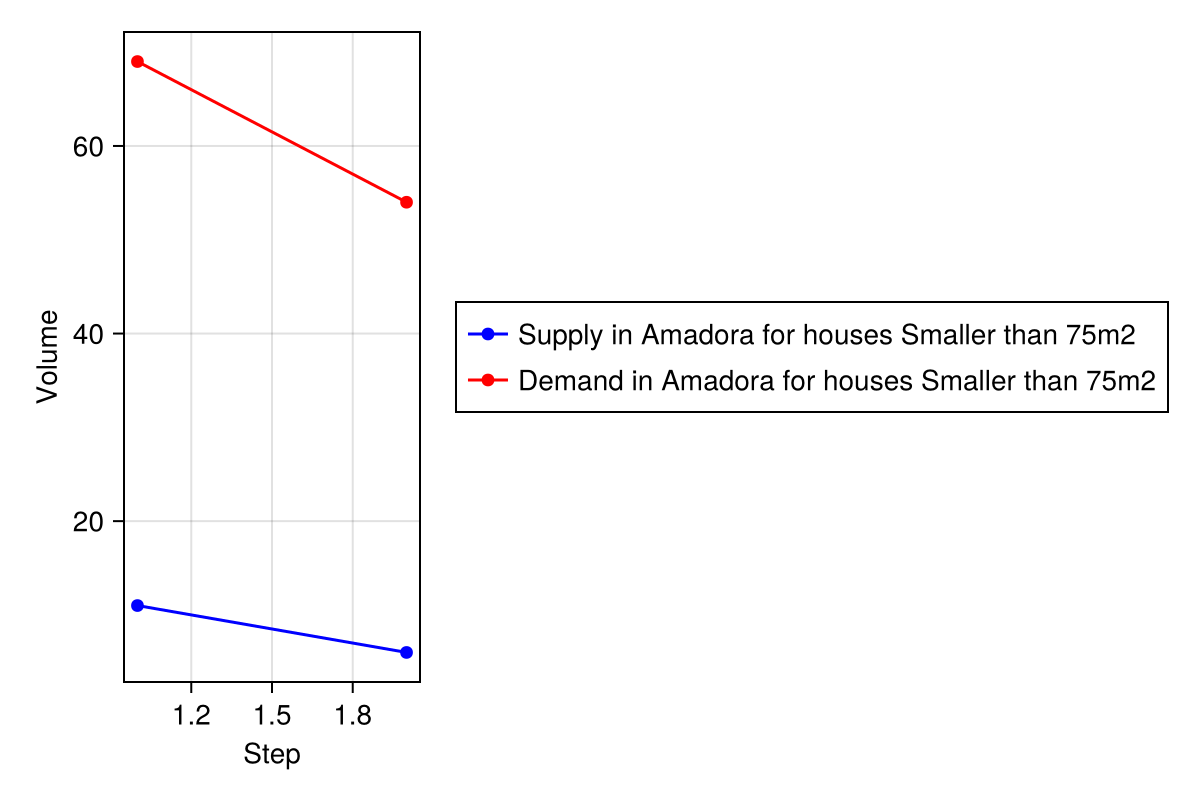 60
40
20
Volume
1.2 1.5 1.8
Step
Supply in Amadora for houses Smaller than 75m2
Demand in Amadora for houses Smaller than 75m2